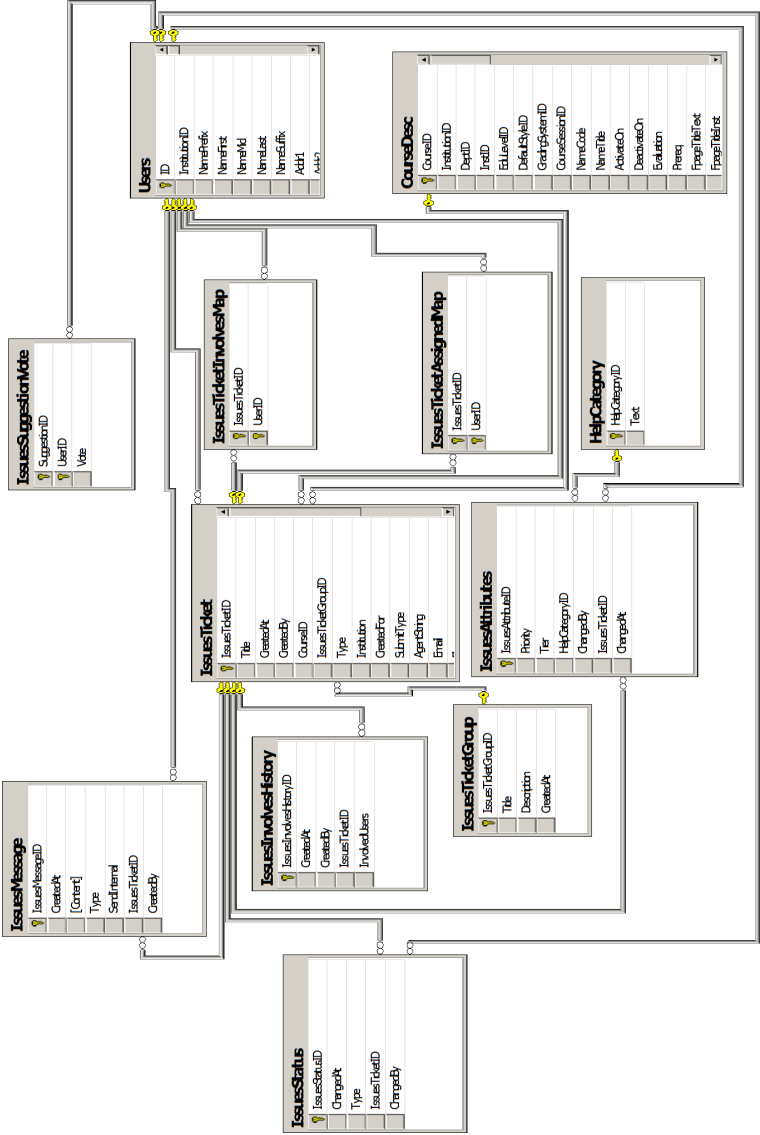 IssuesSuggestionVote
SuggestionID
UserID
Vote
Users
ID
InstitutionID
NamePrefix
NameFirst
NameMid
NameLast
NameSuffix
Addr1
Addr2
CourseDesc
CourseID
InstitutionID
DeptID
InstID
EduLevelID
DefaultStyleID
GradingSystemID
CourseSessionID
NameCode
NameTitle
ActivateOn
DeactivateOn
Evaluation
Prereq
FpageTitleText
FpageTitleInst
IssuesTicketInvolvesMap
IssuesTicketID
UserID
IssuesTicketAssignedMap
IssuesTicketID
UserID
HelpCategory
HelpCategoryID
Text
IssuesMessage
IssuesMessageID
CreatedAt
[Content]
Type
SendInternal
IssuesTicketID
CreatedBy
IssuesTicket
IssuesTicketID
Title
CreatedAt
CreatedBy
CourseID
IssuesTicketGroupID
Type
Institution
CreatedFor
SubmitType
AgentString
Email
IssuesAttributes
IssuesAttributeID
Priority
Tier
HelpCategoryID
ChangedBy
IssuesTicketID
ChangedAt
IssuesInvolvesHistory
IssuesInvolvesHistoryID
CreatedAt
CreatedBy
IssuesTicketID
InvolvedUsers
IssuesTicketGroup
IssuesTicketGroupID
Title
Description
CreatedAt
IssuesStatus
IssuesStatusID
ChangedAt
Type
IssuesTicketID
ChangedBy